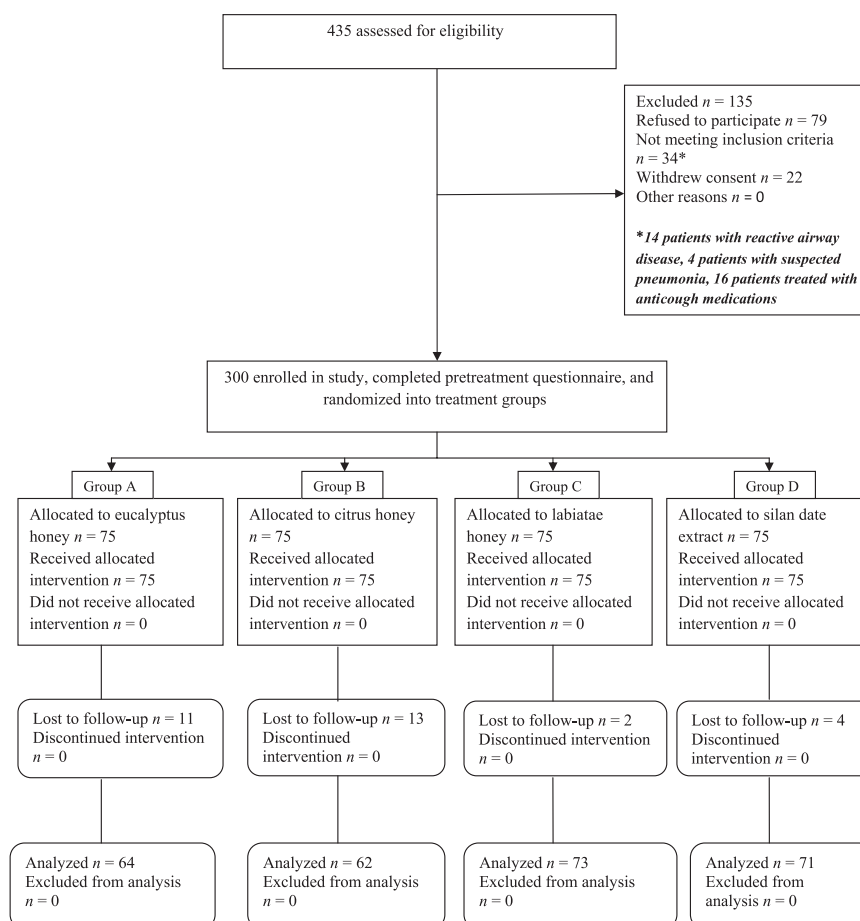 435 assessed for eligibility
Excluded n = 135
Refused to participate n = 79
Not meeting inclusion criteria
n = 34*
Withdrew consent n = 22
Other reasons n = 0
*14 patients with reactive airway
disease, 4 patients with suspected
pneumonia, 16 patients treated with
anticough medications
300 enrolled in study, completed pretreatment questionnaire, and
randomized into treatment groups
Group A
Allocated to eucalyptus
honey n = 75
Received allocated
intervention n = 75
Did not receive allocated
intervention n = 0
Group B
Allocated to citrus honey
n = 75
Received allocated
intervention n = 75
Did not receive allocated
intervention n = 0
Group C
Allocated to labiatae
honey n = 75
Received allocated
intervention n = 75
Did not receive allocated
intervention n = 0
Group D
Allocated to silan date
extract n = 75
Received allocated
intervention n = 75
Did not receive allocated
intervention n = 0
Lost to follow-up n = 11
Discontinued intervention
n = 0
Lost to follow-up n = 13
Discontinued
intervention n = 0
Lost to follow-up n = 2
Discontinued intervention
n = 0
Lost to follow-up n = 4
Discontinued
intervention n = 0
Analyzed n = 64
Excluded from analysis
n = 0
Analyzed n = 62
Excluded from analysis
n = 0
Analyzed n = 73
Excluded from analysis
n = 0
Analyzed n = 71
Excluded from
analysis n = 0